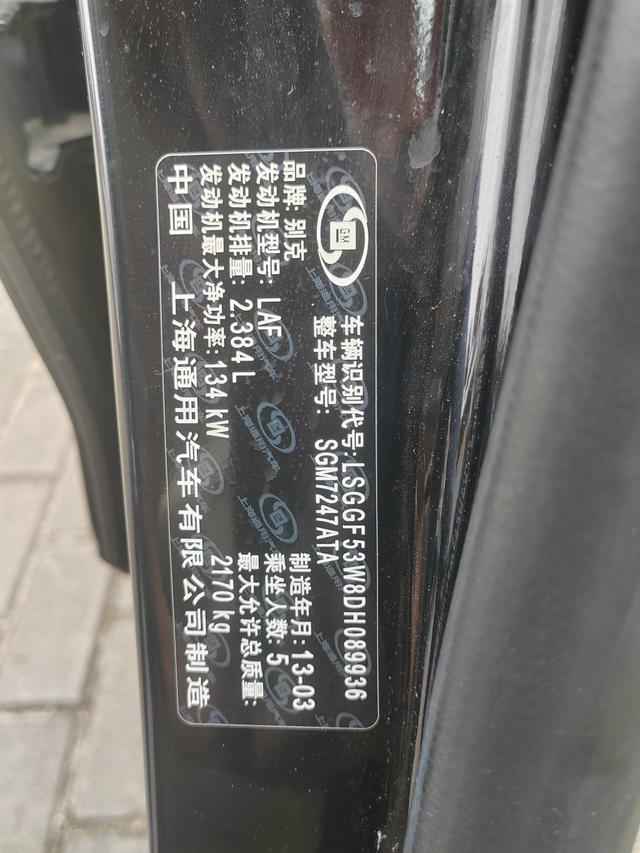 GM
车辆识别代号:LSGGF53W8DH089936
整车型号: SGM7247ATA
品牌: 别克
制造年月: 13-03
发动机型号: LAF
乘坐人数: 5
发动机排量: 2.384 L
最大允许总质量:
发动机最大净功率: 134 kW
2170 kg
中国 上海通用汽车有限公司制造